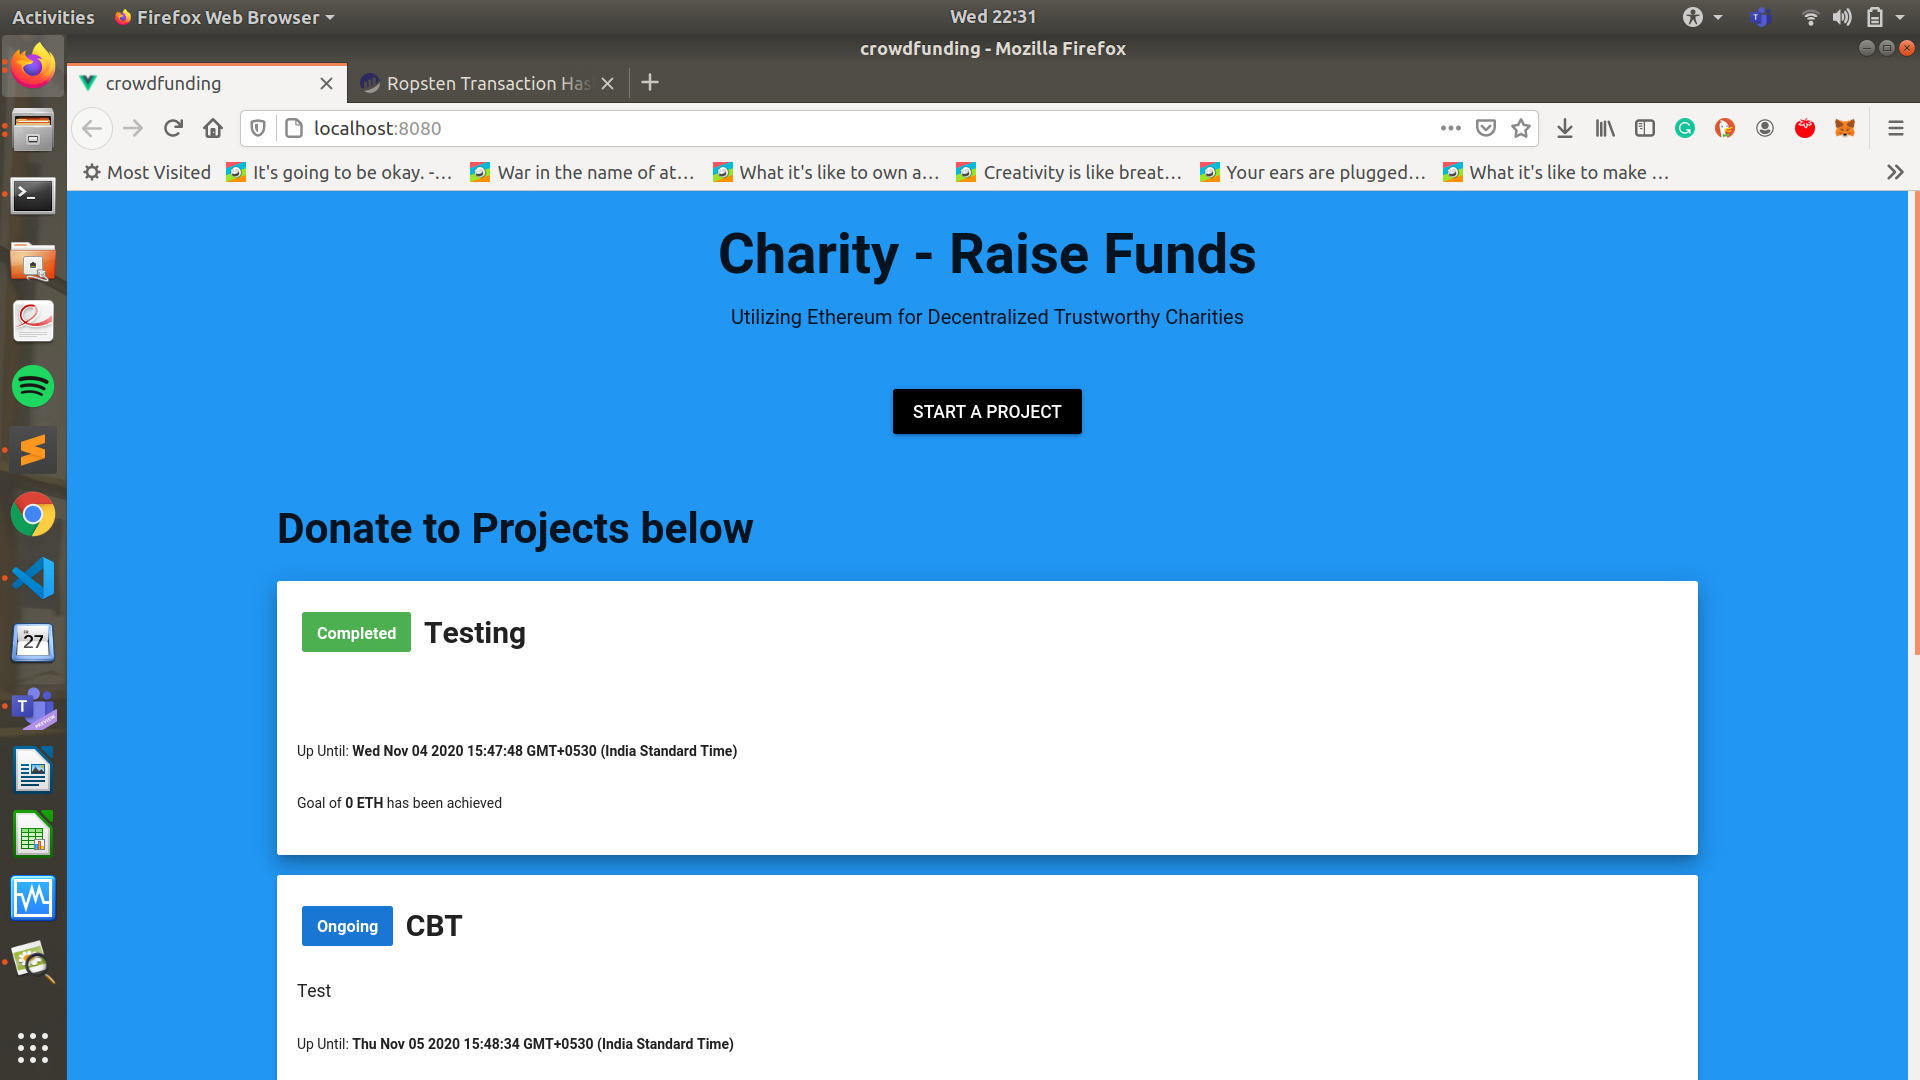 Activities Firefox Web Browser Wed 22:31
crowdfunding - Mozilla Firefox
crowdfunding Ropsten Transaction Has
localhost:8080
Most Visited It's going to be okay. -... War in the name of at... What it's like to own a... Creativity is like breat... Your ears are plugged... What it's like to make ...
Charity - Raise Funds
Utilizing Ethereum for Decentralized Trustworthy Charities
START A PROJECT
Donate to Projects below
Completed Testing
Up Until: Wed Nov 04 2020 15:47:48 GMT+0530 (India Standard Time)
Goal of 0 ETH has been achieved
Ongoing CBT
Test
Up Until: Thu Nov 05 2020 15:48:34 GMT+0530 (India Standard Time)
27
T
PREVIEW